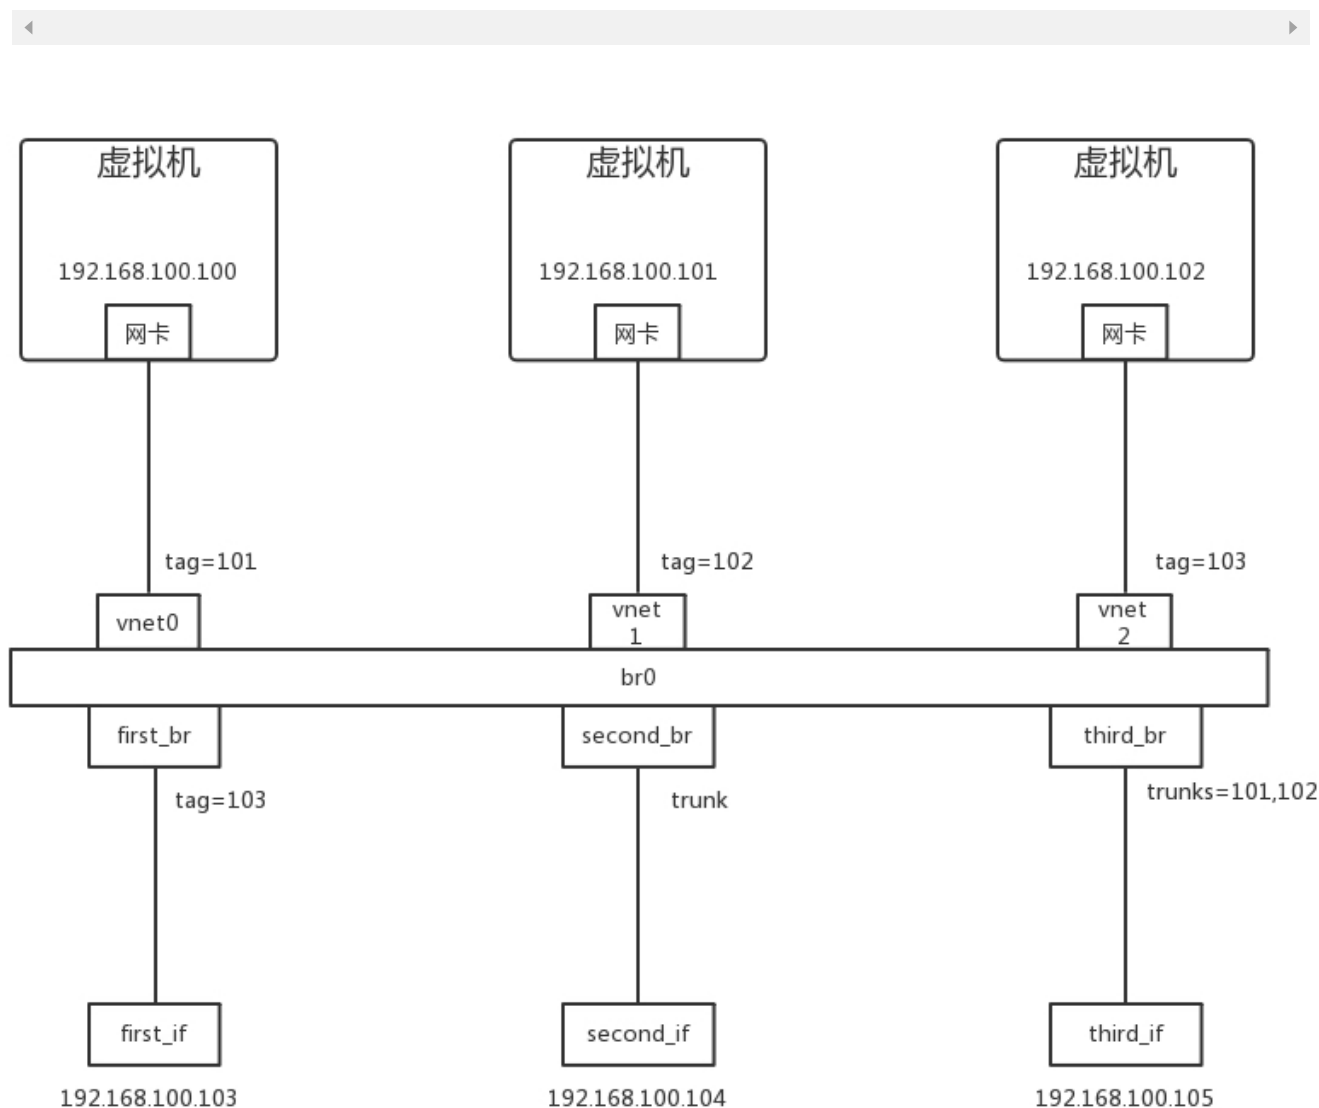 虚拟机
虚拟机
虚拟机
192.168.100.100
192.168.100.101
192.168.100.102
网卡
网卡
网卡
tag=101
tag=102
tag=103
vnet0
vnet
1
vnet
2
br0
first_br
second_br
third_br
tag=103
trunk
trunks=101,102
first_if
second_if
third_if
192.168.100.103
192.168.100.104
192.168.100.105